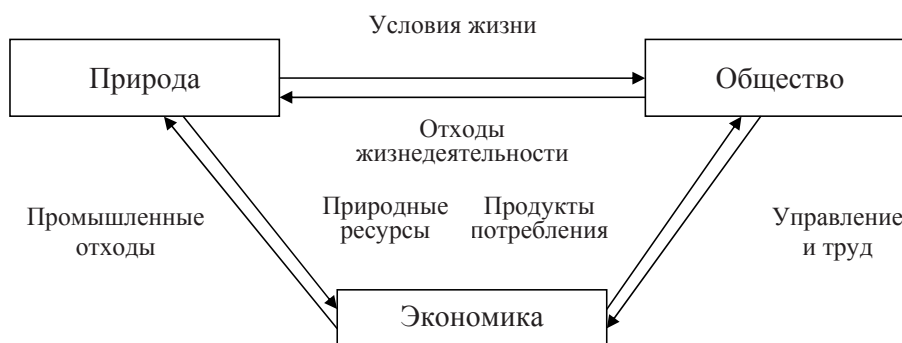 Условия жизни
Природа
Общество
Отходы
жизнедеятельности
Промышленные
отходы
Природные
ресурсы
Продукты
потребления
Управление
и труд
Экономика